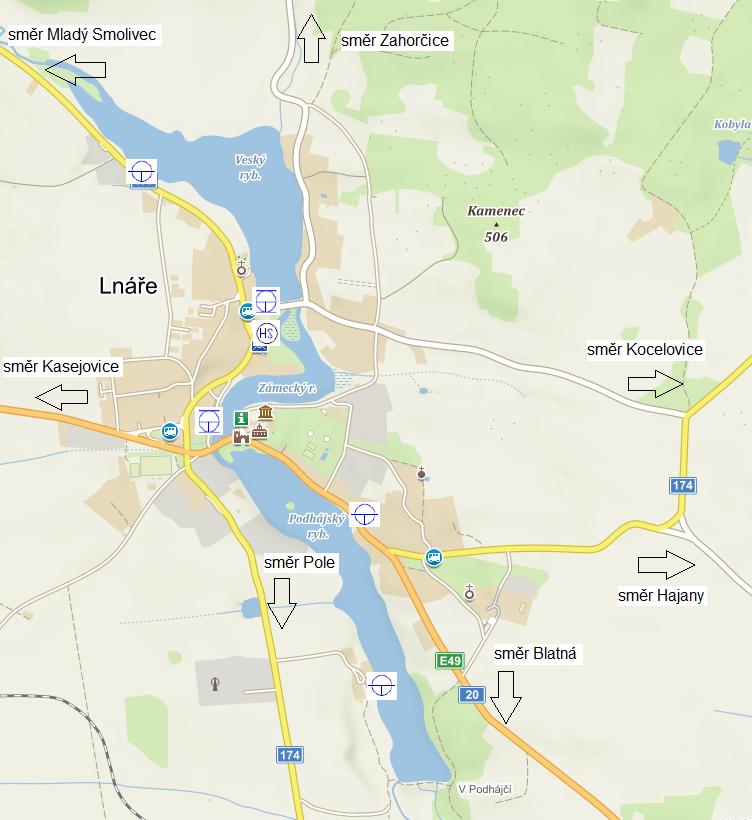 směr Mladý Smolivec
směr Zahorčice
Kobyla
Veský
ryb.
Kamenec
506
Lnáře
HS
směr Kocelovice
směr Kasejovice
Zámecký r.
i
174
Podhájský
ryb.
směr Pole
směr Hajany
směr Blatná
E49
20
174
V Podhájčí